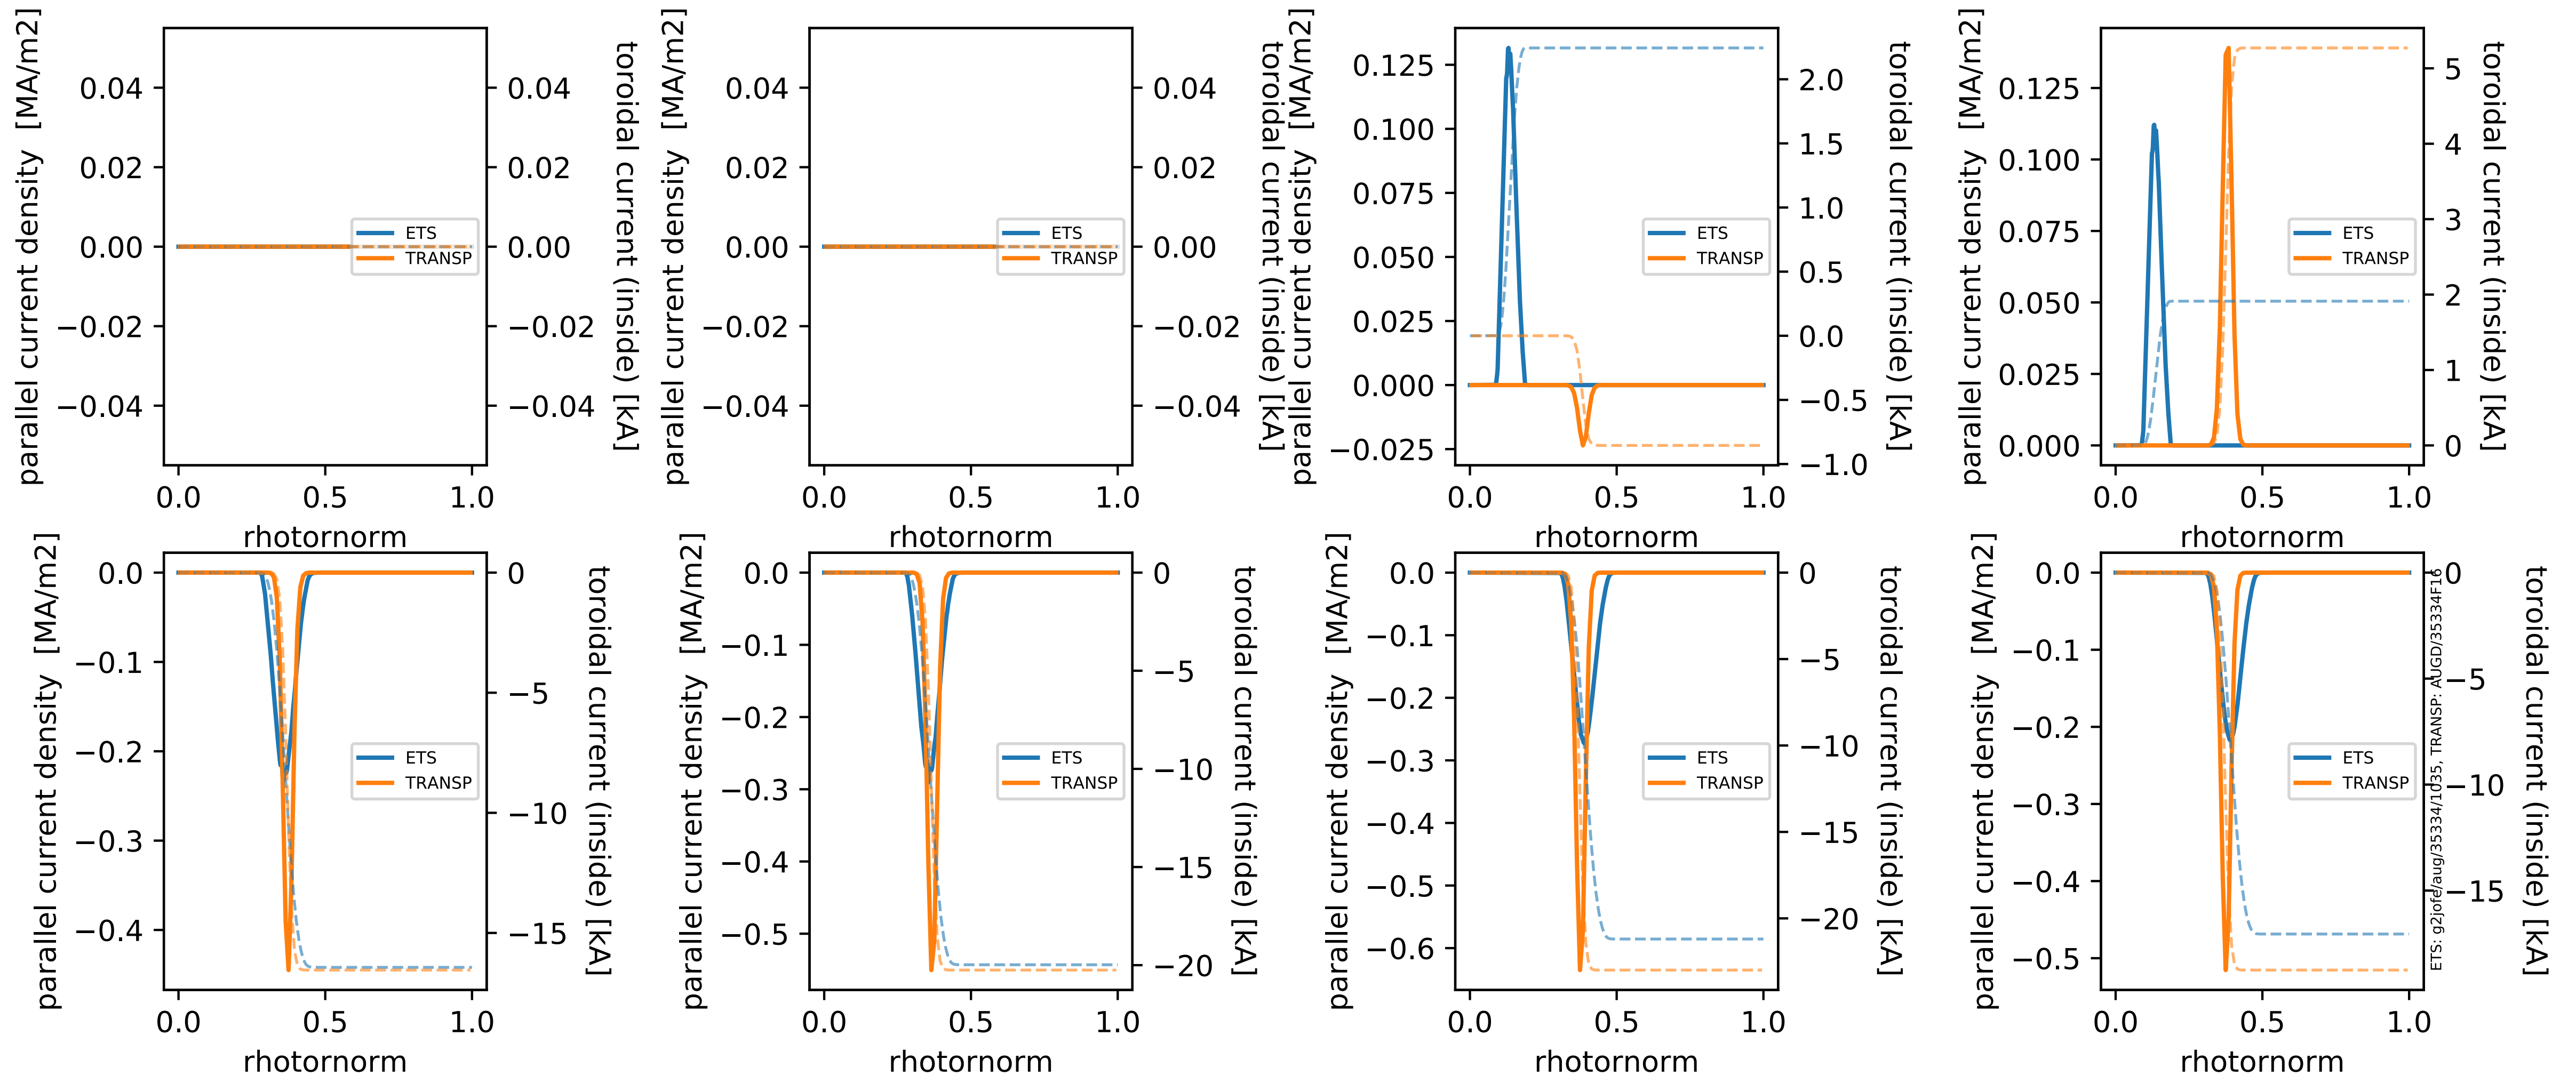 parallel current density [MA/m2]
0.04
0.02
0.00
−0.02
−0.04
0.0 0.5 1.0
rhotornorm
ETS
TRANSP
0.04
0.02
0.00
−0.02
−0.04
toroidal current (inside) [kA]
parallel current density [MA/m2]
0.04
0.02
0.00
−0.02
−0.04
0.0 0.5 1.0
rhotornorm
ETS
TRANSP
0.04
0.02
0.00
−0.02
−0.04
toroidal current (inside) [kA]
parallel current density [MA/m2]
0.125
0.100
0.075
0.050
0.025
0.000
−0.025
0.0 0.5 1.0
rhotornorm
ETS
TRANSP
2.0
1.5
1.0
0.5
0.0
−0.5
−1.0
toroidal current (inside) [kA]
parallel current density [MA/m2]
0.125
0.100
0.075
0.050
0.025
0.000
0.0 0.5 1.0
rhotornorm
ETS
TRANSP
5
4
3
2
1
0
toroidal current (inside) [kA]
parallel current density [MA/m2]
0.0
−0.1
−0.2
−0.3
−0.4
0.0 0.5 1.0
rhotornorm
ETS
TRANSP
0
−5
−10
−15
toroidal current (inside) [kA]
parallel current density [MA/m2]
0.0
−0.1
−0.2
−0.3
−0.4
−0.5
0.0 0.5 1.0
rhotornorm
ETS
TRANSP
0
−5
−10
−15
−20
toroidal current (inside) [kA]
parallel current density [MA/m2]
0.0
−0.1
−0.2
−0.3
−0.4
−0.5
−0.6
0.0 0.5 1.0
rhotornorm
ETS
TRANSP
0
−5
−10
−15
−20
toroidal current (inside) [kA]
parallel current density [MA/m2]
0.0
−0.1
−0.2
−0.3
−0.4
−0.5
0.0 0.5 1.0
rhotornorm
ETS
TRANSP
0
−5
−10
−15
toroidal current (inside) [kA]
ETS: g2jofe/aug/35334/1035, TRANSP: AUGD/35334F16